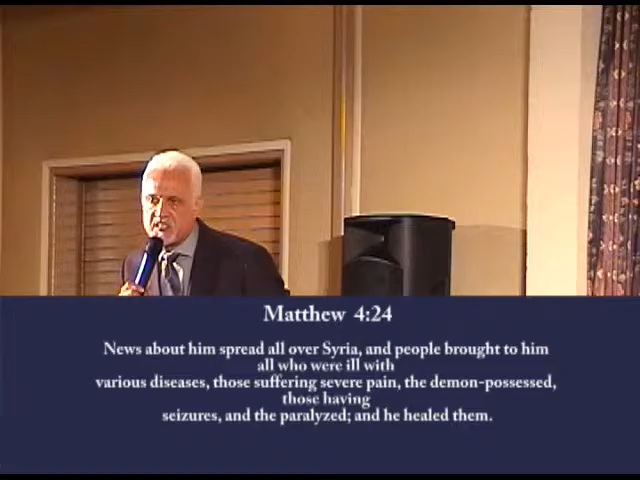 Matthew 4:24
News about him spread all over Syria, and people brought to him
all who were ill with
various diseases, those suffering severe pain, the demon-possessed,
those having
seizures, and the paralyzed; and he healed them.